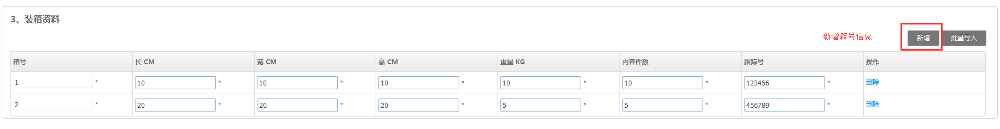 3、装箱资料
新增箱号信息 新增 批量导入
箱号 长 CM 宽 CM 高 CM 重量 KG 内容件数 跟踪号 操作
1 * 10 * 10 * 10 * 10 * 10 * 123456 * 删除
2 * 20 * 20 * 20 * 5 * 5 * 456789 * 删除